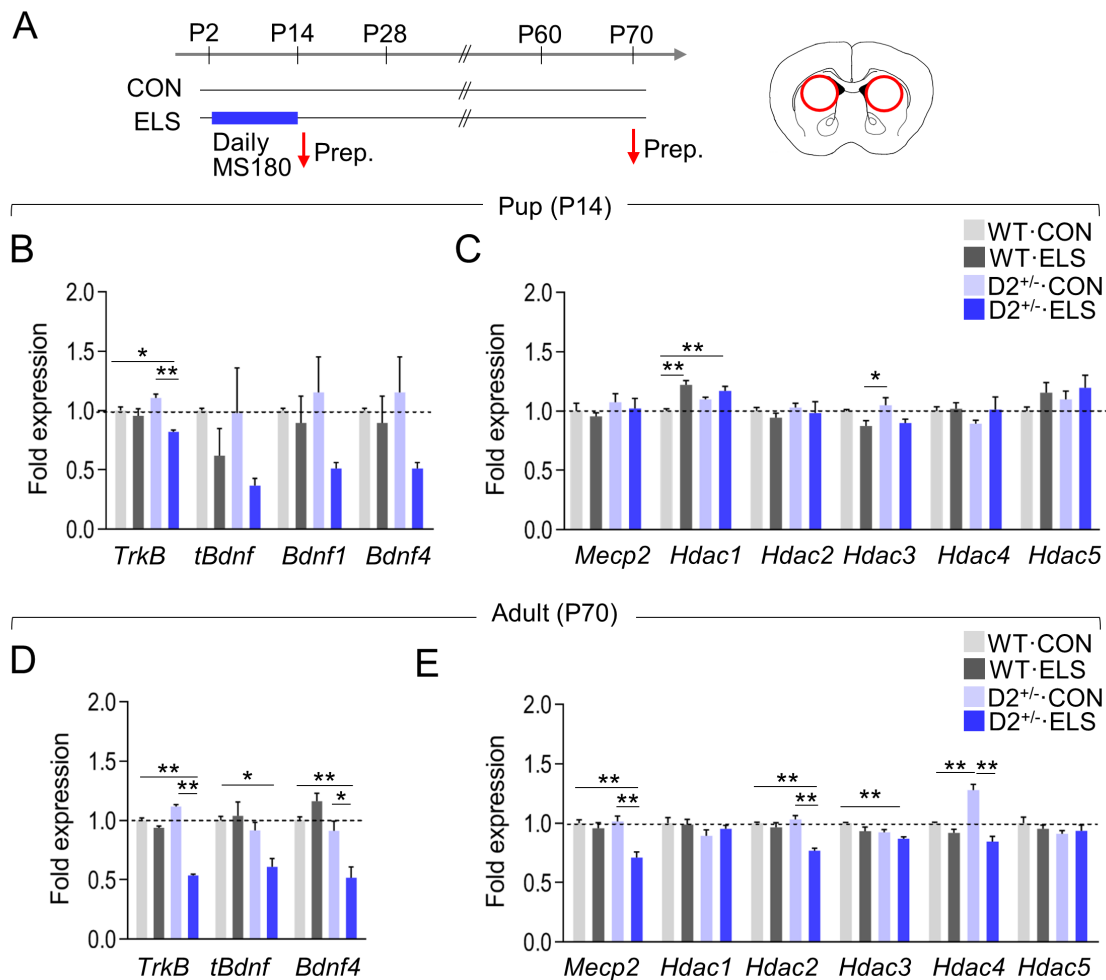 A
P2 P14 P28 P60 P70
CON
ELS
Daily
MS180
Prep.
Prep.
Pup (P14)
B
Fold expression
2.0
1.5
1.0
0.5
0.0
*
**
TrkB tBdnf Bdnf1 Bdnf4
C
WT·CON
WT·ELS
D2+/-·CON
D2+/-·ELS
Fold expression
2.0
1.5
1.0
0.5
0.0
**
**
*
Mecp2 Hdac1 Hdac2 Hdac3 Hdac4 Hdac5
Adult (P70)
D
Fold expression
2.0
1.5
1.0
0.5
0.0
** * **
** *
TrkB tBdnf Bdnf4
E
WT·CON
WT·ELS
D2+/-·CON
D2+/-·ELS
Fold expression
2.0
1.5
1.0
0.5
0.0
** ** ** ** **
** **
Mecp2 Hdac1 Hdac2 Hdac3 Hdac4 Hdac5